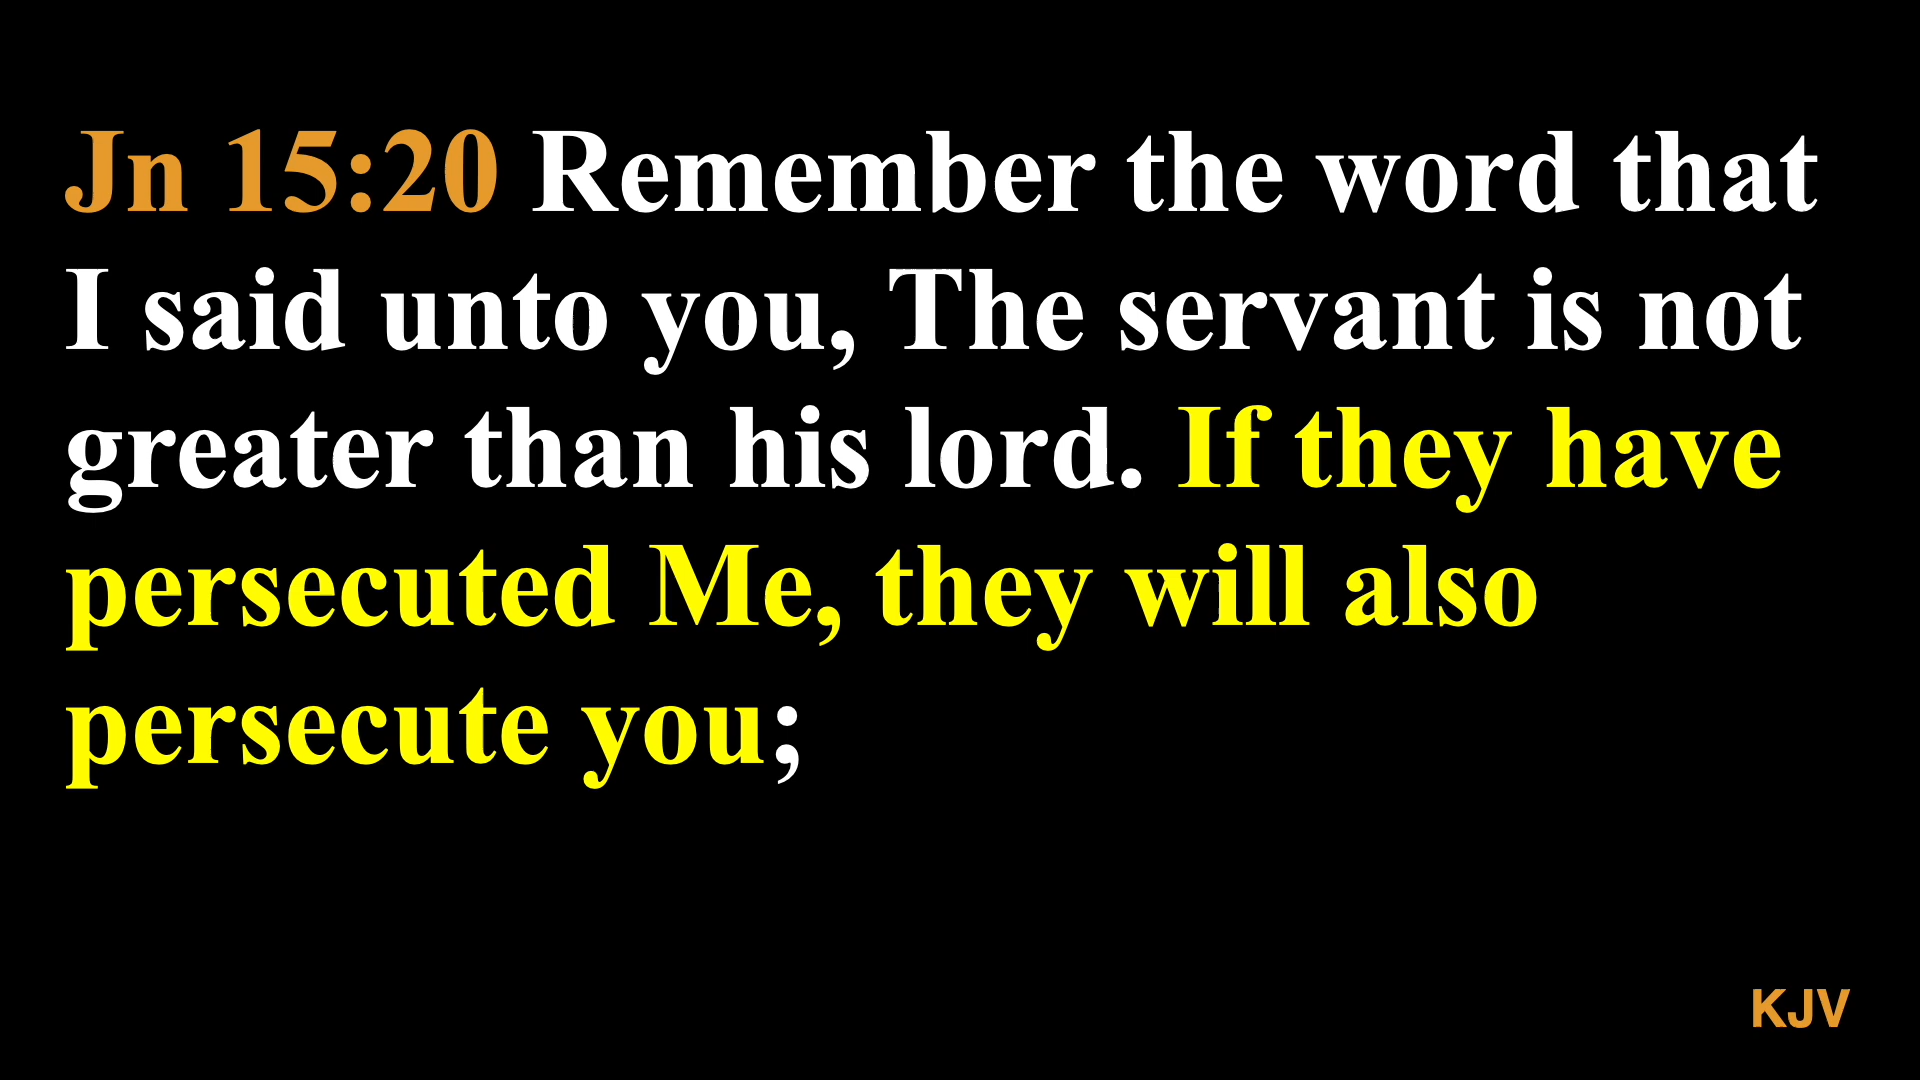 Jn 15:20 Remember the word that
I said unto you, The servant is not
greater than his lord. If they have
persecuted Me, they will also
persecute you;
KJV